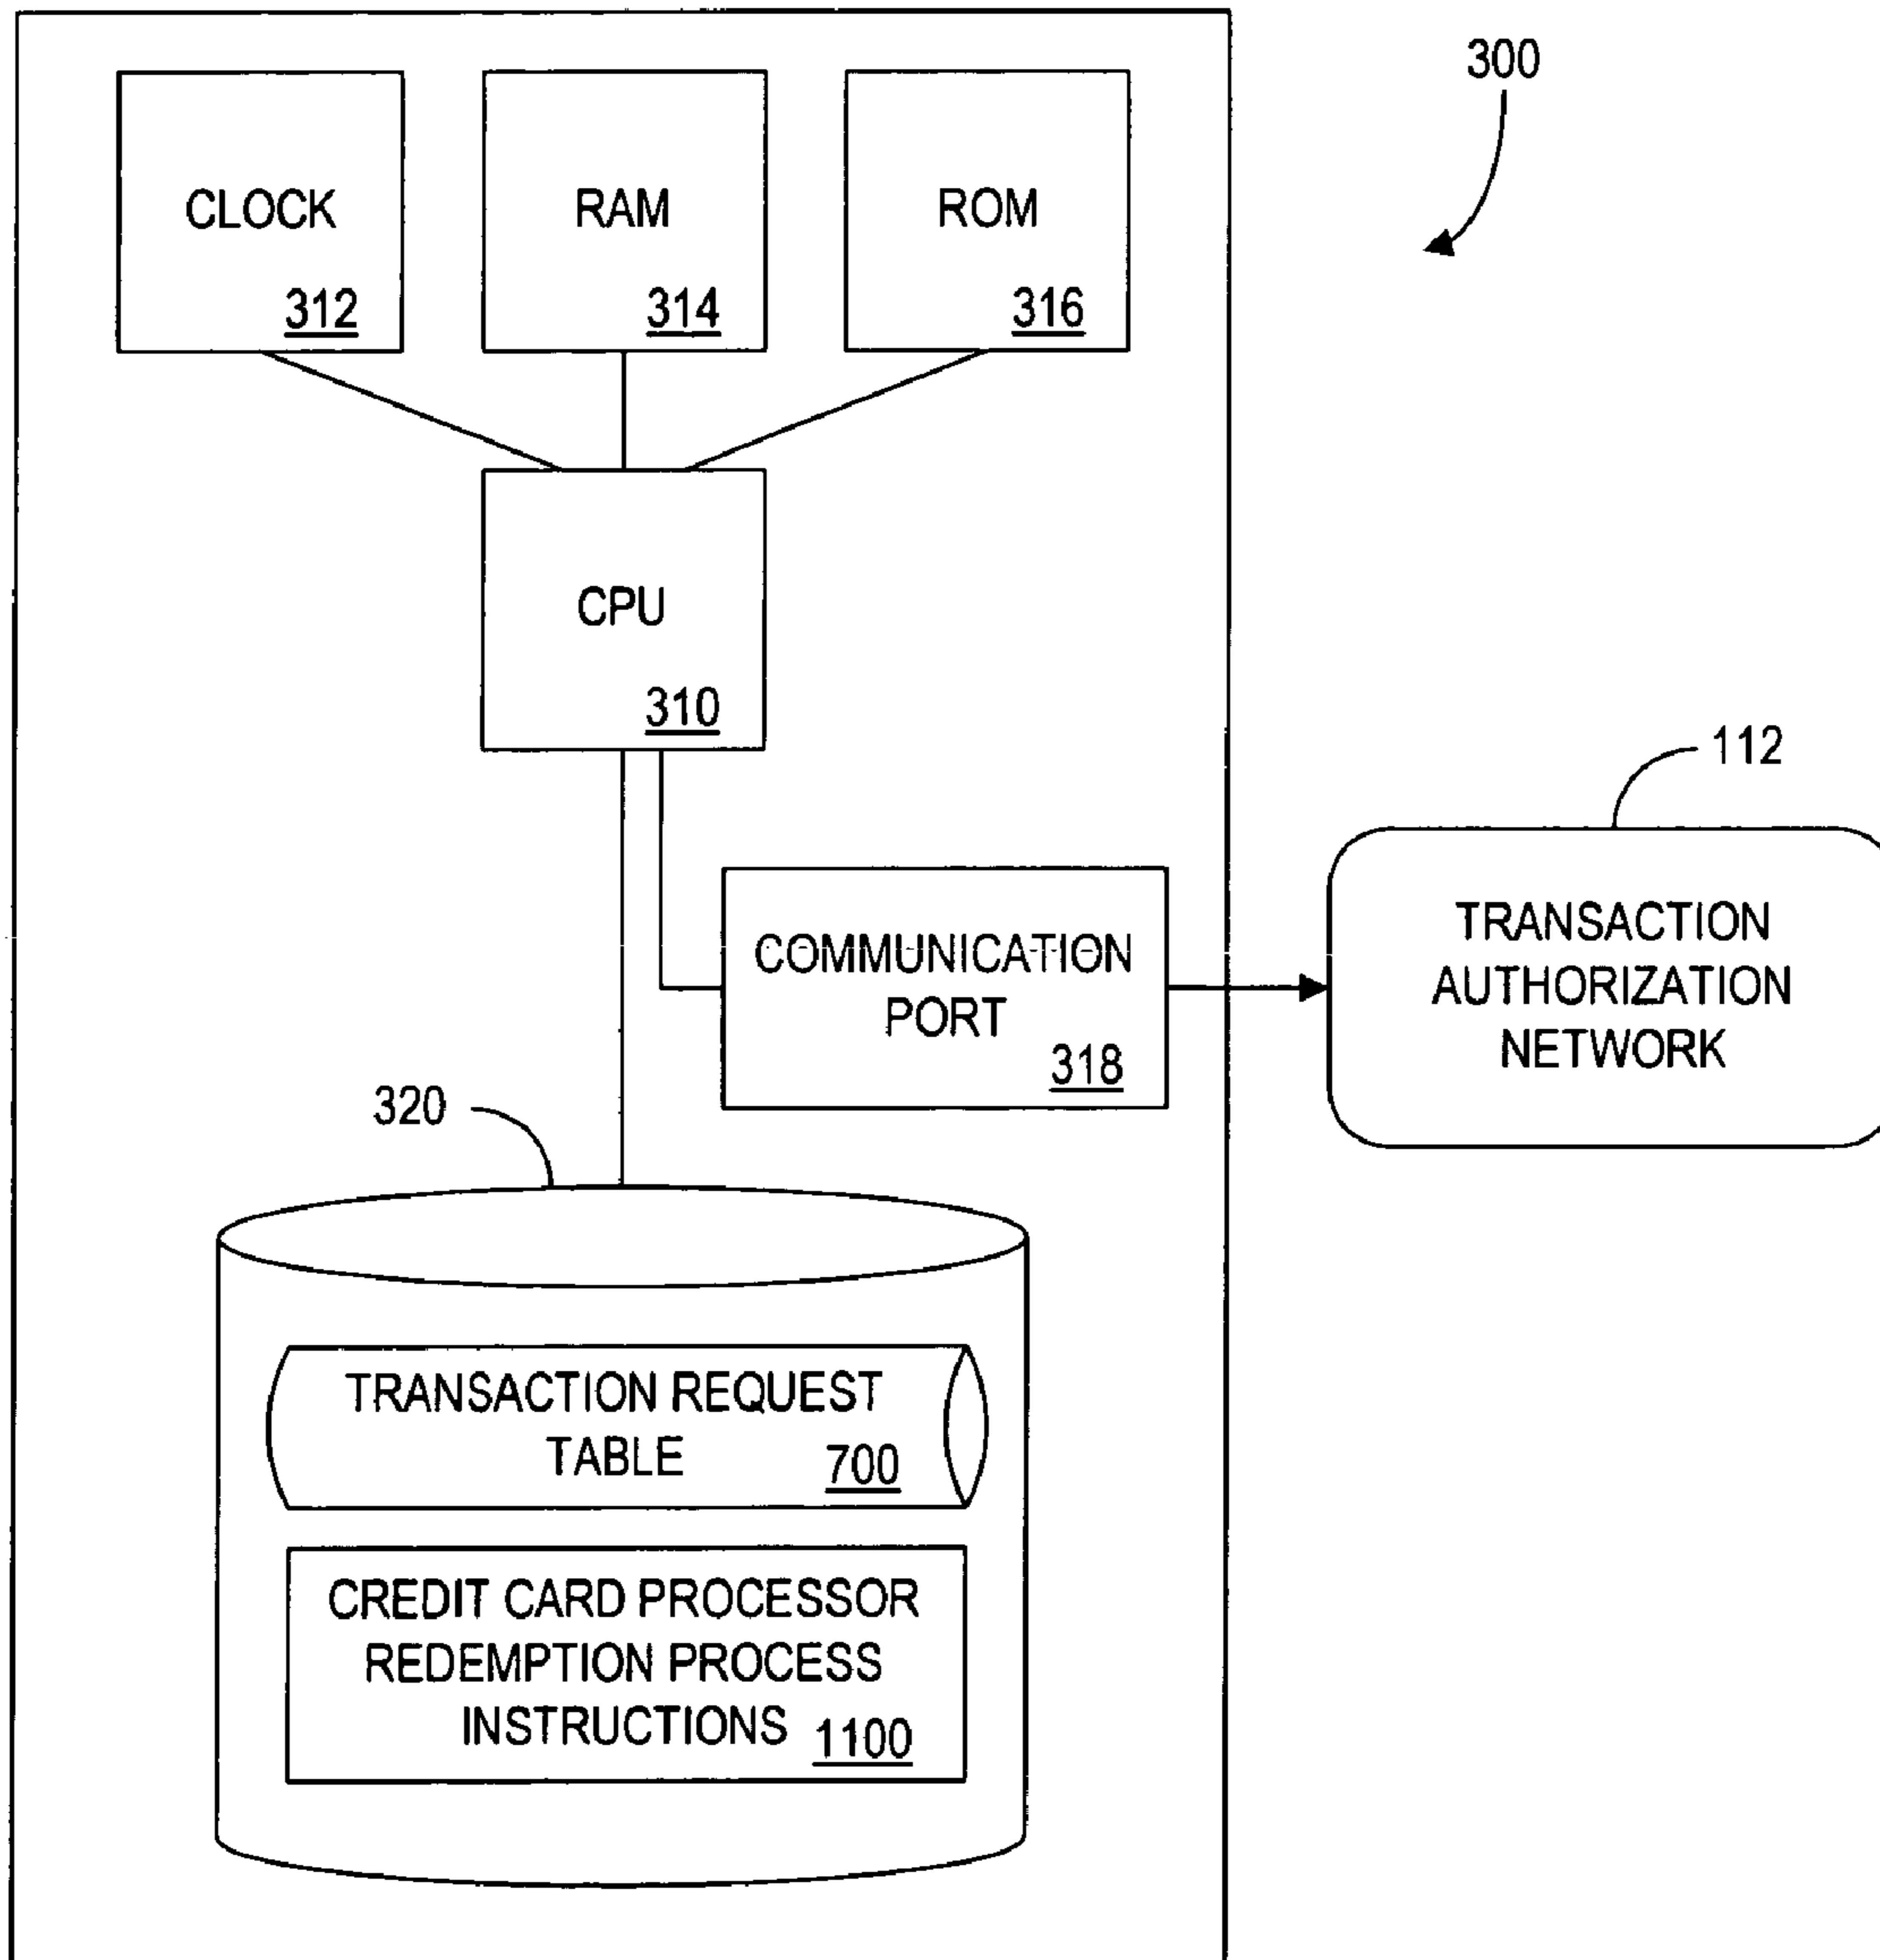 300
CLOCK
312
RAM
314
ROM
316
CPU
310
112
COMMUNICATION
PORT
318
TRANSACTION
AUTHORIZATION
NETWORK
320
TRANSACTION REQUEST
TABLE
700
CREDIT CARD PROCESSOR
REDEMPTION PROCESS
INSTRUCTIONS
1100